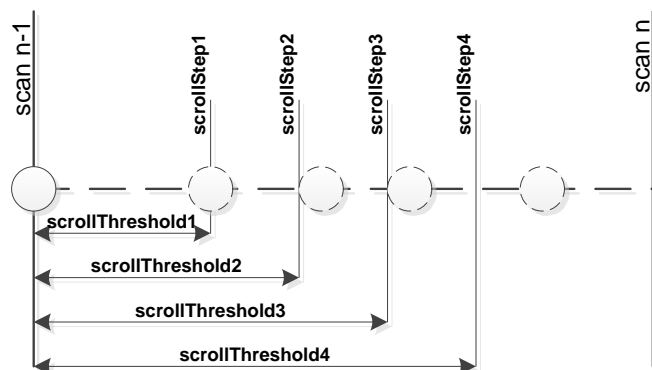 scan n-1
scrollStep1
scrollStep2
scrollStep3
scrollStep4
scan n
scrollThreshold1
scrollThreshold2
scrollThreshold3
scrollThreshold4